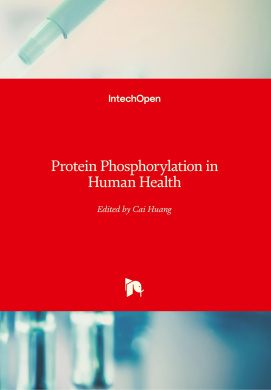 IntechOpen
Protein Phosphorylation in
Human Health
Edited by Cai Huang